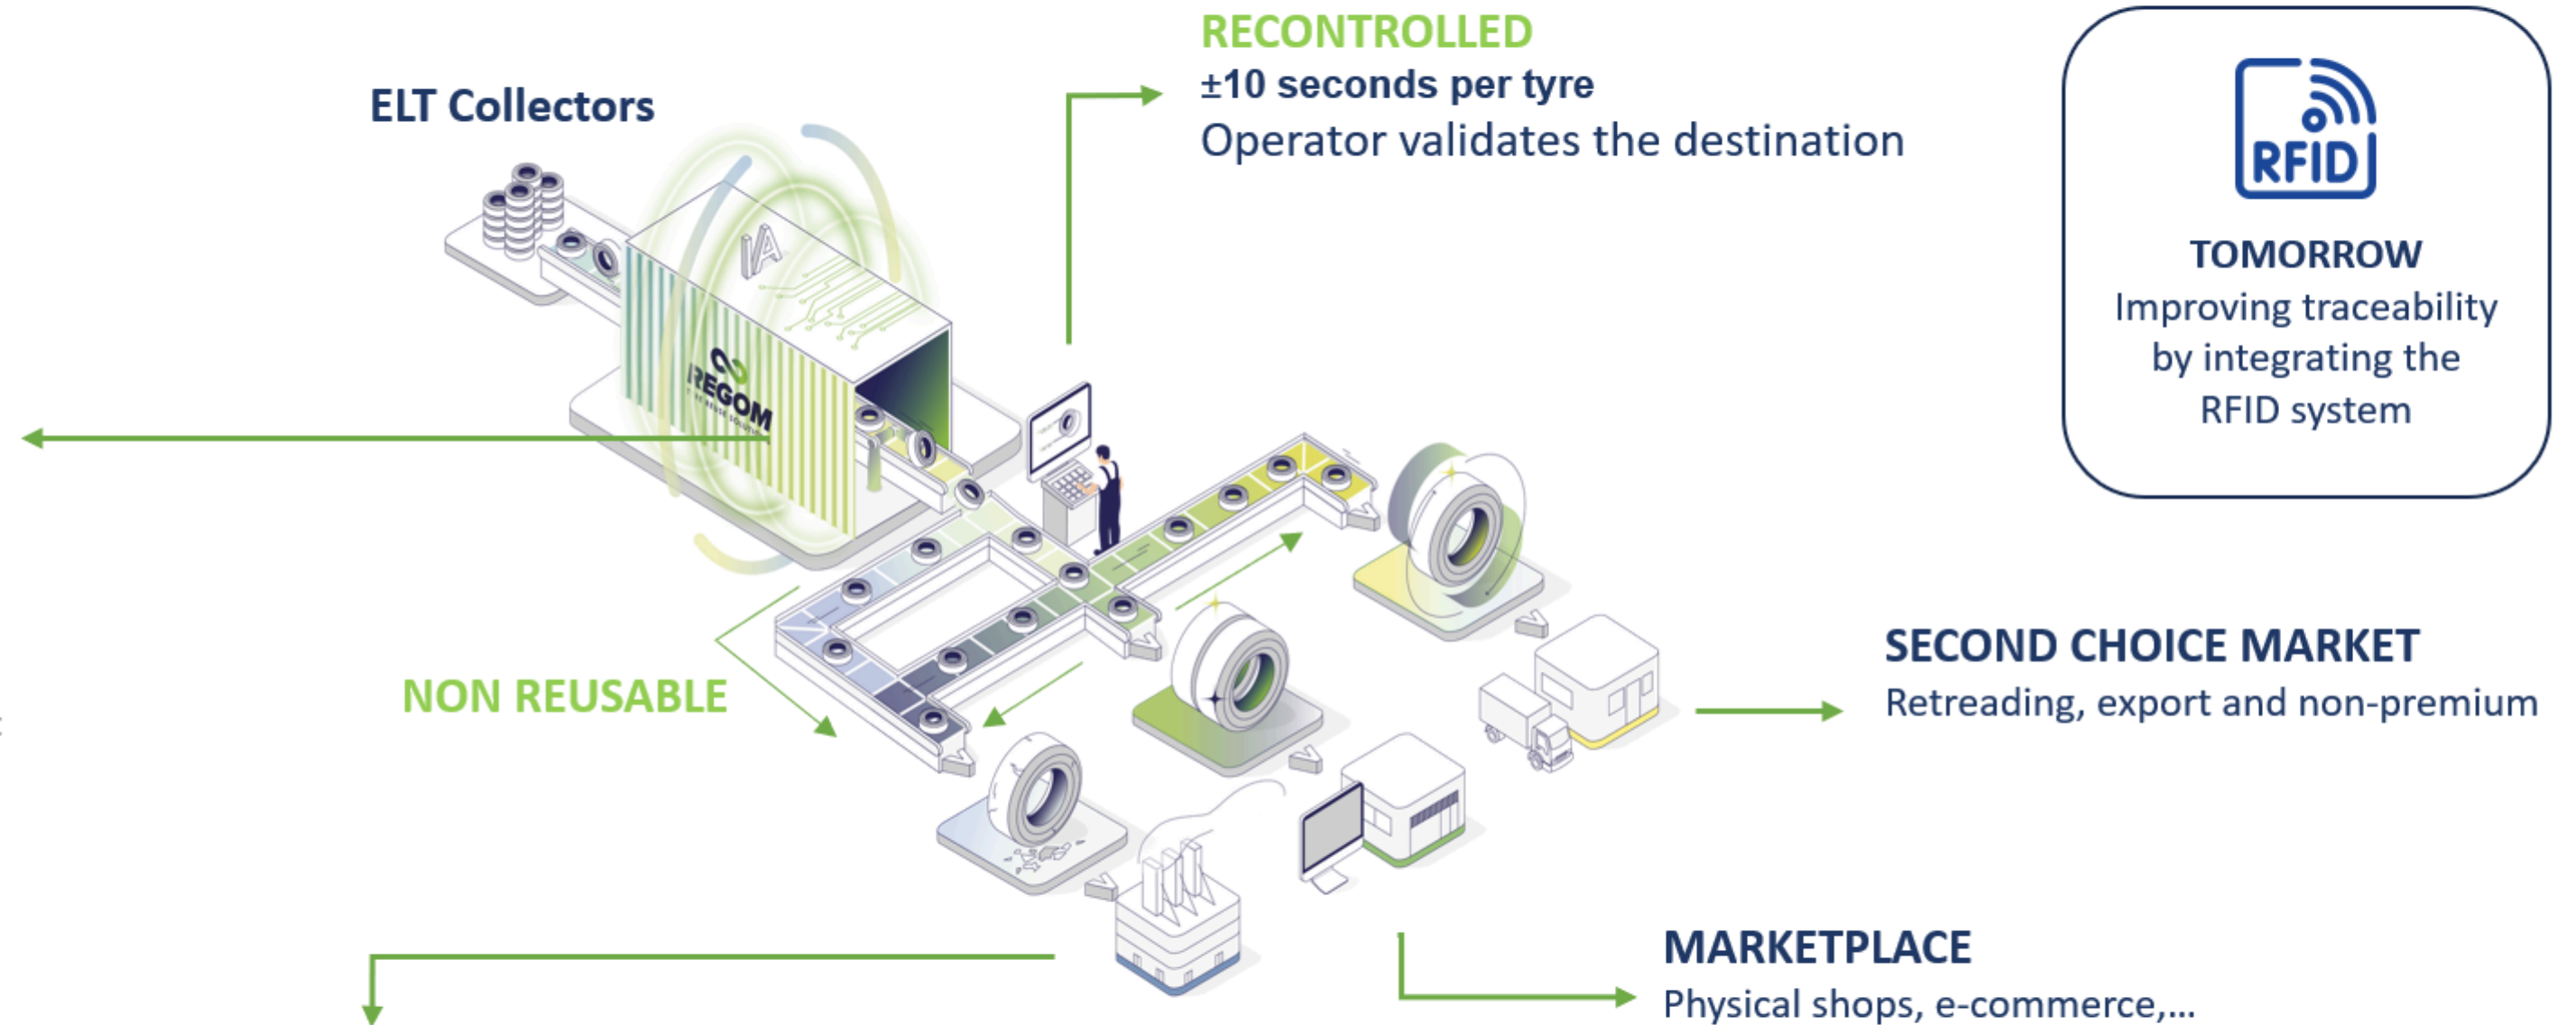 RECONTROLLED
±10 seconds per tyre
Operator validates the destination
ELT Collectors
RFID
TOMORROW
Improving traceability
by integrating the
RFID system
IA
REGOM
NON REUSABLE
SECOND CHOICE MARKET
Retreading, export and non-premium
MARKETPLACE
Physical shops, e-commerce,...